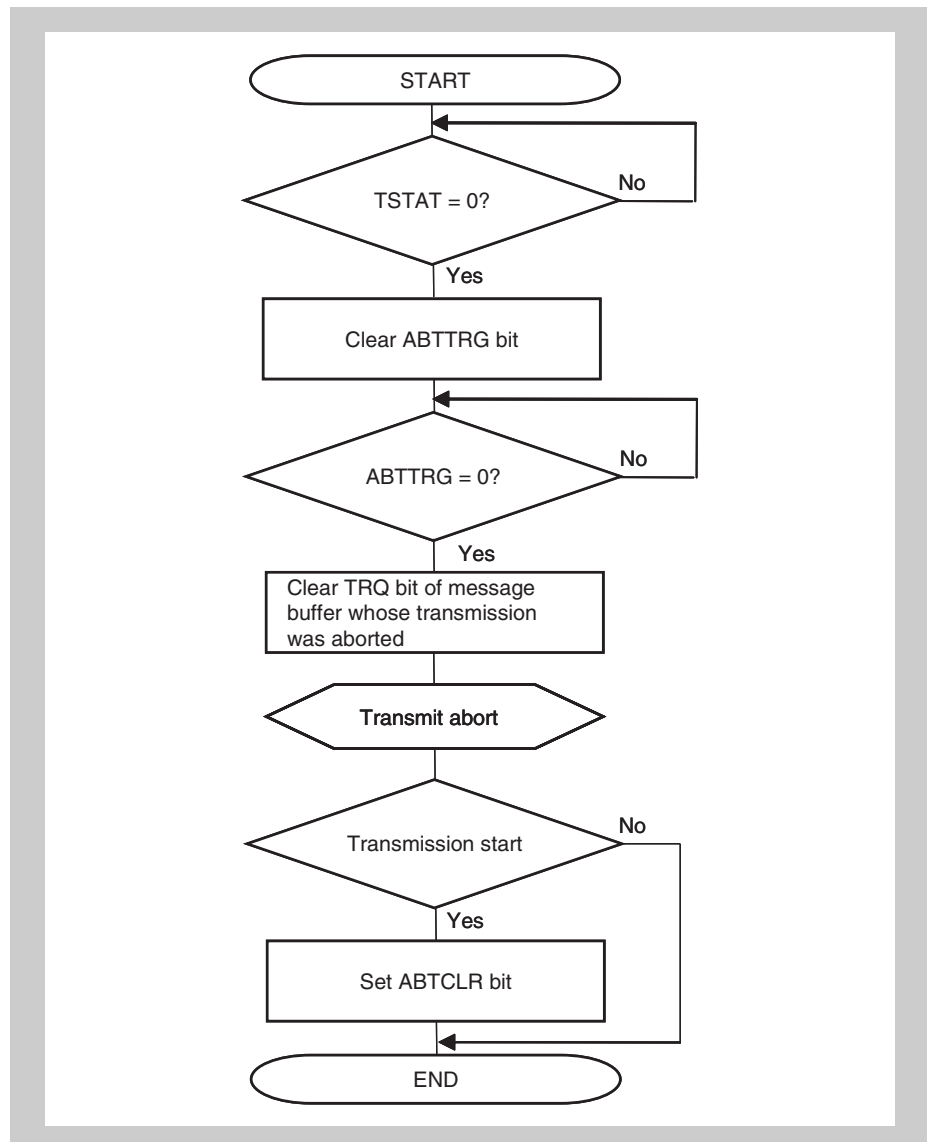 START
TSTAT = 0?
No
Yes
Clear ABTTRG bit
ABTTRG = 0?
No
Yes
Clear TRQ bit of message
buffer whose transmission
was aborted
Transmit abort
Transmission start
No
Yes
Set ABTCLR bit
END